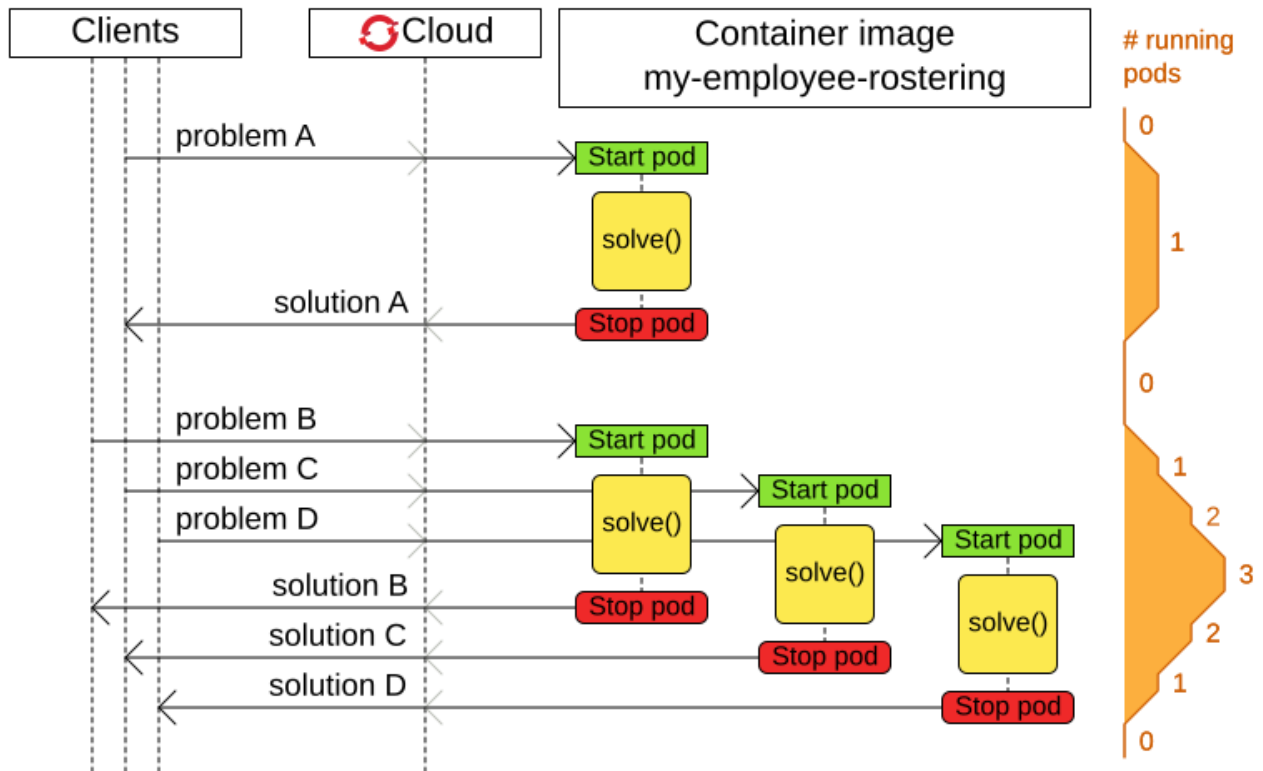 Clients
Cloud
Container image
my-employee-rostering
# running
pods
0
problem A
Start pod
solve()
1
solution A
Stop pod
0
problem B
Start pod
problem C
1
Start pod
problem D
2
solve()
Start pod
solve()
3
solution B
Stop pod
solve()
solution C
2
Stop pod
solution D
1
Stop pod
0